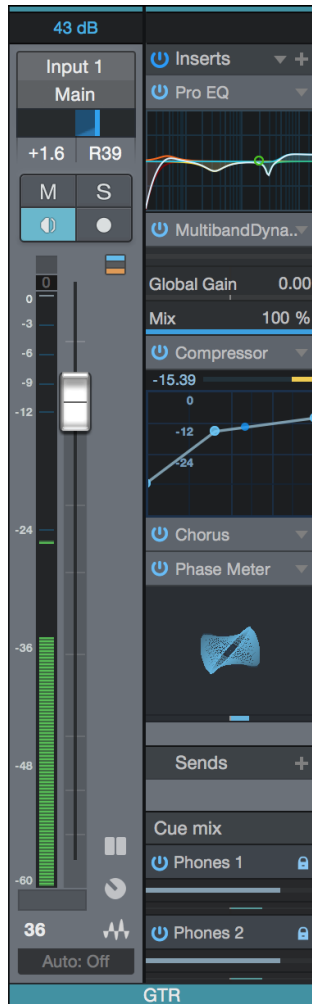 43 dB
Input 1
Main
+1.6 R39
M S
0
0
-3
-6
-9
-12
-24
-36
-48
-60
36
Auto: Off
Inserts
Pro EQ
MultibandDyna..
Global Gain 0.00
Mix 100 %
Compressor
-15.39
0
-12
-24
Chorus
Phase Meter
Sends
Cue mix
Phones 1
Phones 2
GTR